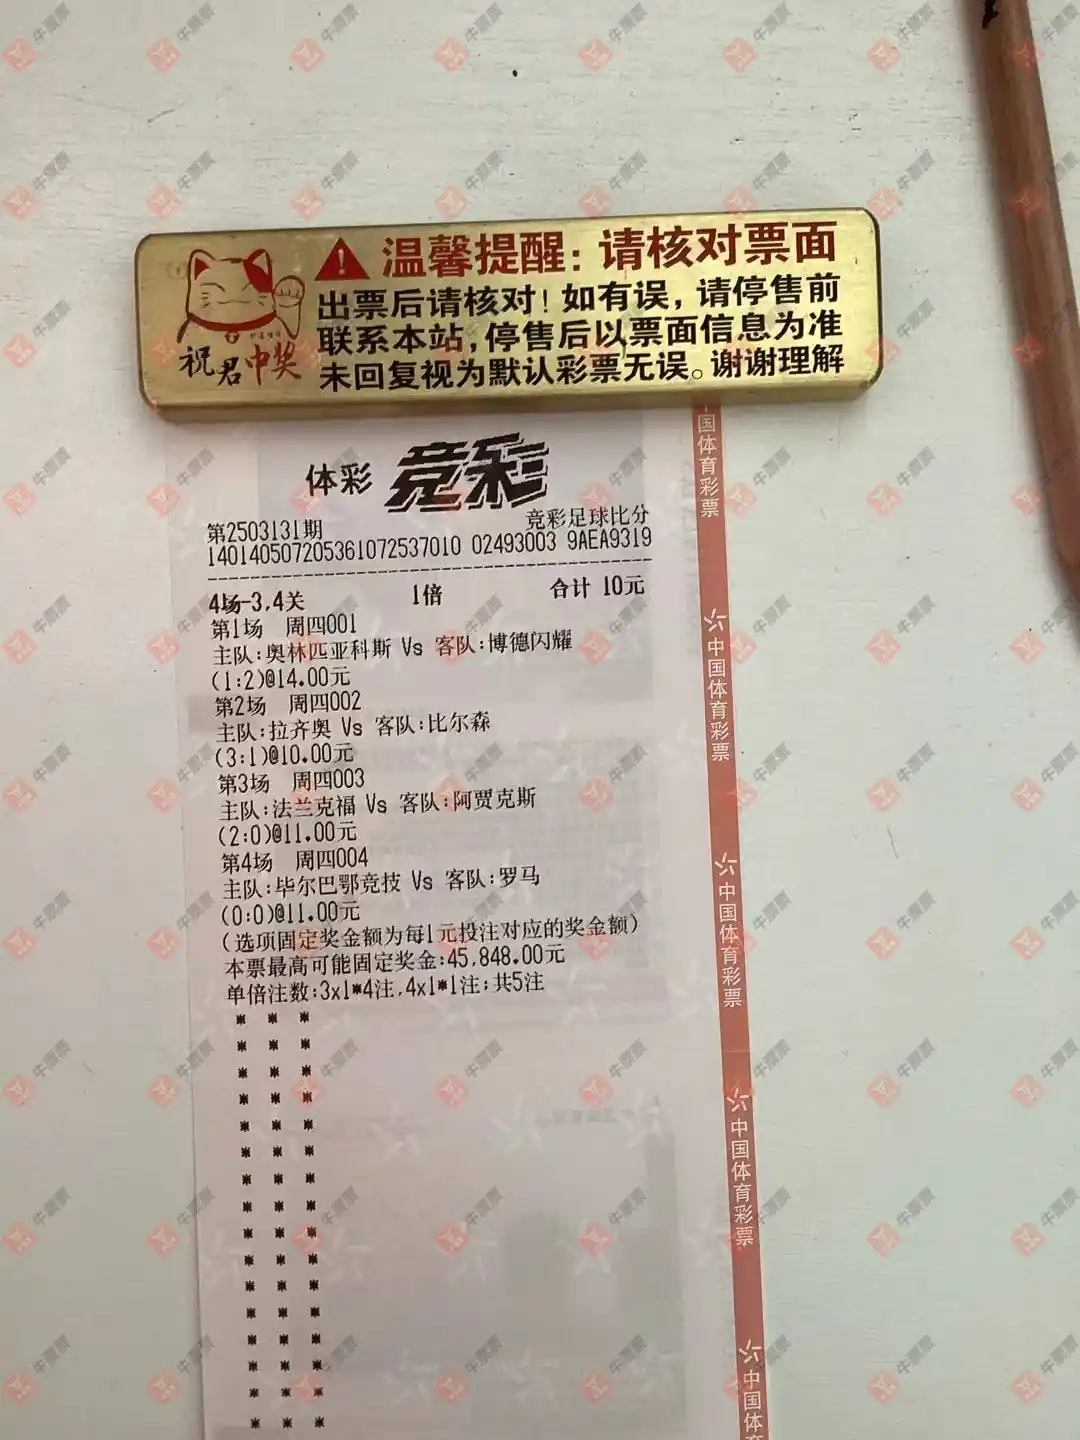 温馨提醒：请核对票面
出票后请核对！如有误，请停售前
联系本站，停售后以票面信息为准
未回复视为默认彩票无误。谢谢理解
祝君中奖
体彩 竞彩
第2503131期 竞彩足球比分
140140507205361072537010 02493003 9AEA9319
4场-3,4关 1倍 合计 10元
第1场 周四001
主队:奥林匹亚科斯 Vs 客队:博德闪耀
(1:2)@14.00元
第2场 周四002
主队:拉齐奥 Vs 客队:比尔森
(3:1)@10.00元
第3场 周四003
主队:法兰克福 Vs 客队:阿贾克斯
(2:0)@11.00元
第4场 周四004
主队:毕尔巴鄂竞技 Vs 客队:罗马
(0:0)@11.00元
(选项固定奖金额为每1元投注对应的奖金额)
本票最高可能固定奖金:45,848.00元
单倍注数:3x1*4注,4x1*1注;共5注
中国体育彩票
中国体育彩票
中国体育彩票
中国体育彩票
中国体育
牛票票